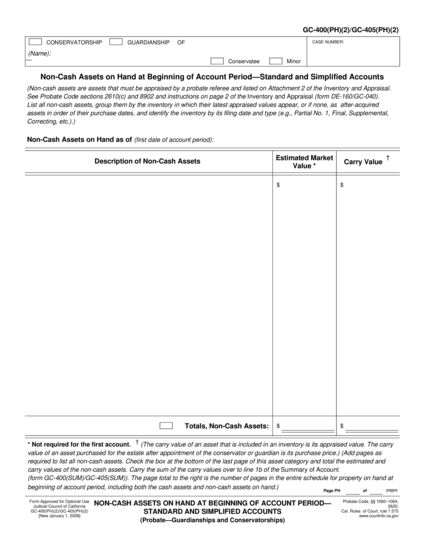 GC-400(PH)(2)/GC-405(PH)(2)
CONSERVATORSHIP GUARDIANSHIP OF
CASE NUMBER:
(Name):
Conservatee Minor
Non-Cash Assets on Hand at Beginning of Account Period—Standard and Simplified Accounts
(Non-cash assets are assets that must be appraised by a probate referee and listed on Attachment 2 of the Inventory and Appraisal.
See Probate Code sections 2610(c) and 8902 and instructions on page 2 of the Inventory and Appraisal (form DE-160/GC-040).
List all non-cash assets, group them by the inventory in which their latest appraised values appear, or if none, as after-acquired
assets in order of their purchase dates, and identify the inventory by its filing date and type (e.g., Partial No. 1, Final, Supplemental,
Correcting, etc.).)
Non-Cash Assets on Hand as of (first date of account period):
Description of Non-Cash Assets
Estimated Market
Value *
Carry Value †
$ $
Totals, Non-Cash Assets: $ $
* Not required for the first account. † (The carry value of an asset that is included in an inventory is its appraised value. The carry
value of an asset purchased for the estate after appointment of the conservator or guardian is its purchase price.) (Add pages as
required to list all non-cash assets. Check the box at the bottom of the last page of this asset category and total the estimated and
carry values of the non-cash assets. Carry the sum of the carry values over to line 1b of the Summary of Account
(form GC-400(SUM)/GC-405(SUM)). The page total to the right is the number of pages in the entire schedule for property on hand at
beginning of account period, including both the cash assets and non-cash assets on hand.)
Page PH of pages
Form Approved for Optional Use
Judicial Council of California
GC-400(PH)(2)/GC-405(PH)(2)
[New January 1, 2008]
NON-CASH ASSETS ON HAND AT BEGINNING OF ACCOUNT PERIOD—
STANDARD AND SIMPLIFIED ACCOUNTS
(Probate—Guardianships and Conservatorships)
Probate Code, §§ 1060–1064,
2620;
Cal. Rules of Court, rule 7.575
www.courtinfo.ca.gov